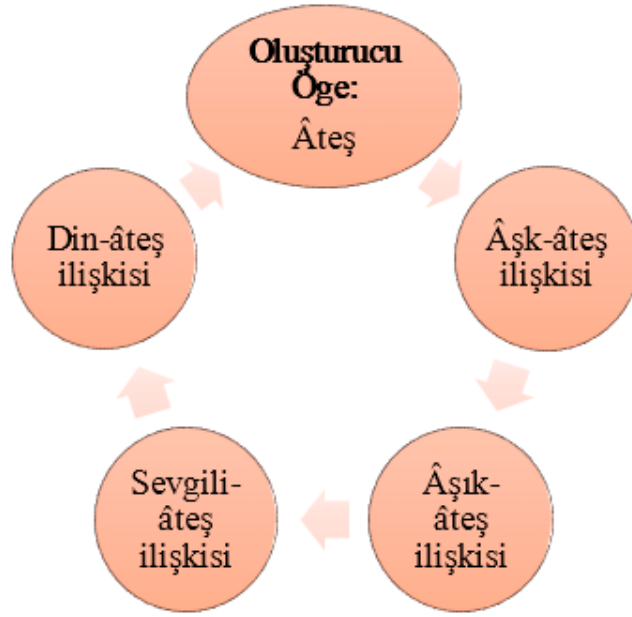 Oluşturucu
Öge:
Âteş
Âşk-âteş
ilişkisi
Âşık-
âteş
ilişkisi
Sevgili-
âteş
ilişkisi
Din-âteş
ilişkisi